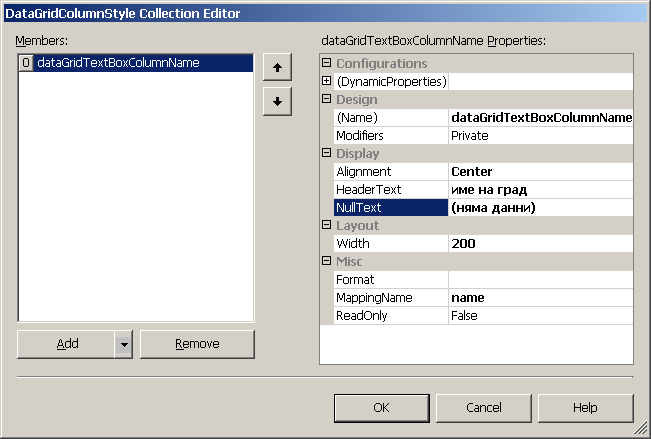 DataGridColumnStyle Collection Editor
Members:
0 dataGridTextBoxColumnName
Add
Remove
dataGridTextBoxColumnName Properties:
Configurations
(DynamicProperties)
Design
(Name) dataGridTextBoxColumnName
Modifiers Private
Display
Alignment Center
HeaderText име на град
NullText (няма данни)
Layout
Width 200
Misc
Format
MappingName name
ReadOnly False
OK
Cancel
Help